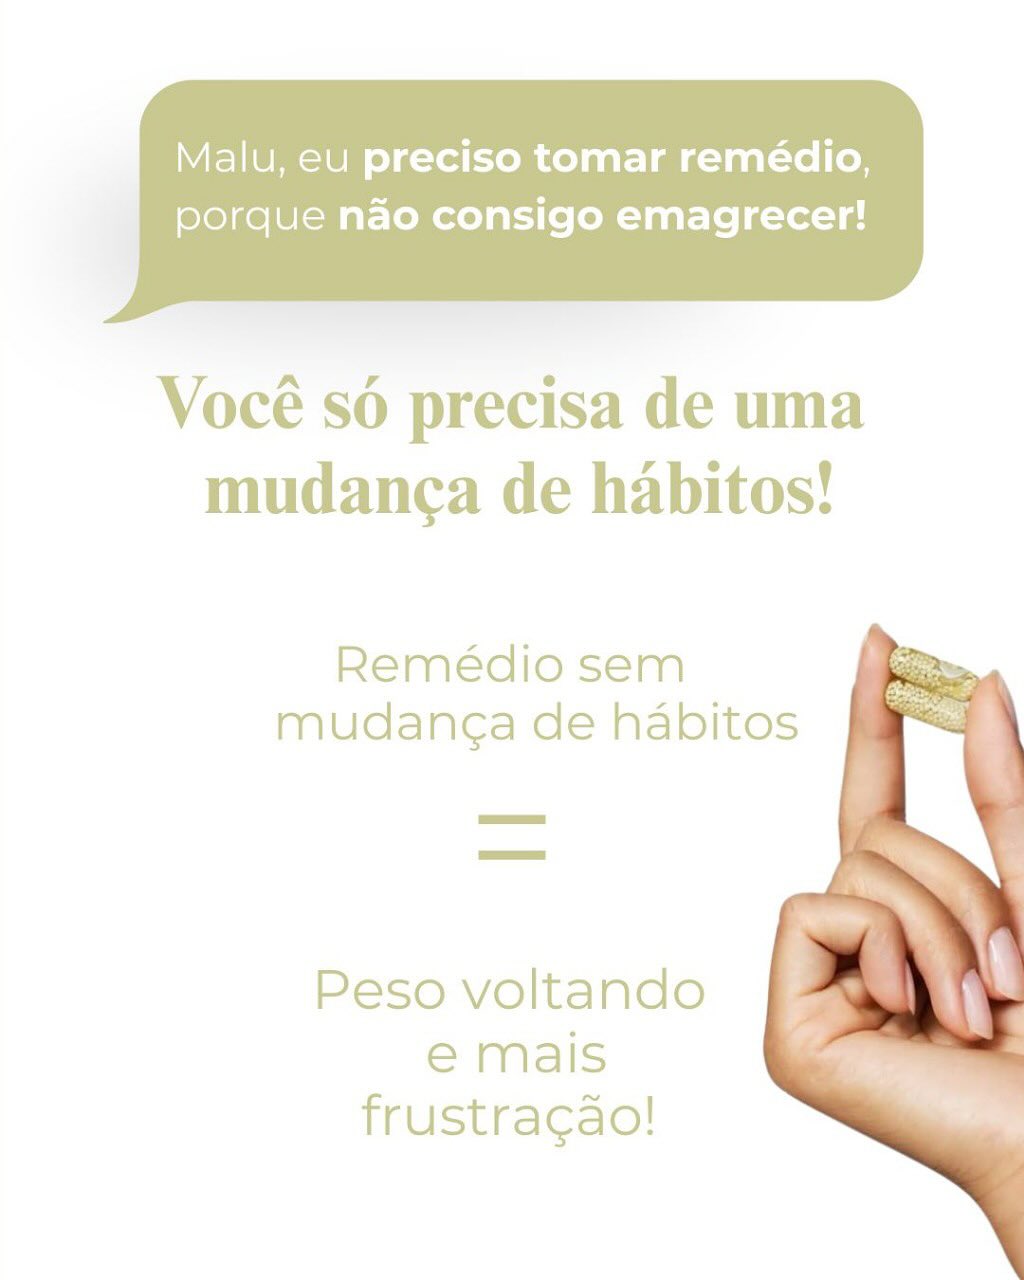 Malu, eu preciso tomar remédio,
porque não consigo emagrecer!
Você só precisa de uma
mudança de hábitos!
Remédio sem
mudança de hábitos
=
Peso voltando
e mais
frustração!